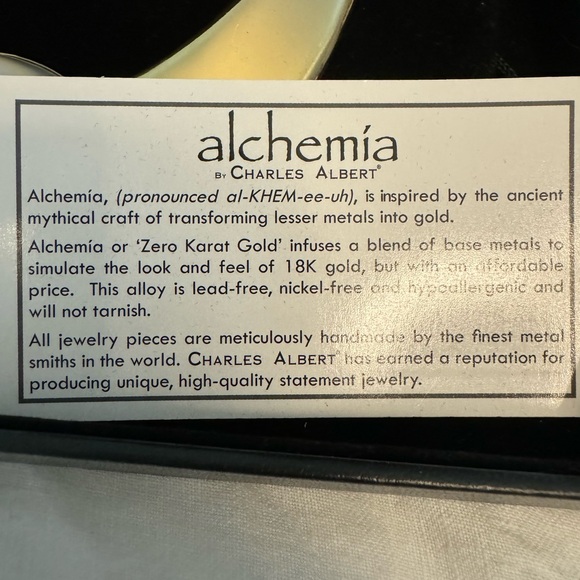 alchemía
BY CHARLES ALBERT®
Alchemía, (pronounced al-KHEM-ee-uh), is inspired by the ancient
mythical craft of transforming lesser metals into gold.
Alchemía or ‘Zero Karat Gold’ infuses a blend of base metals to
simulate the look and feel of 18K gold, but with an affordable
price. This alloy is lead-free, nickel-free and hypoallergenic and
will not tarnish.
All jewelry pieces are meticulously handmade by the finest metal
smiths in the world. CHARLES ALBERT® has earned a reputation for
producing unique, high-quality statement jewelry.